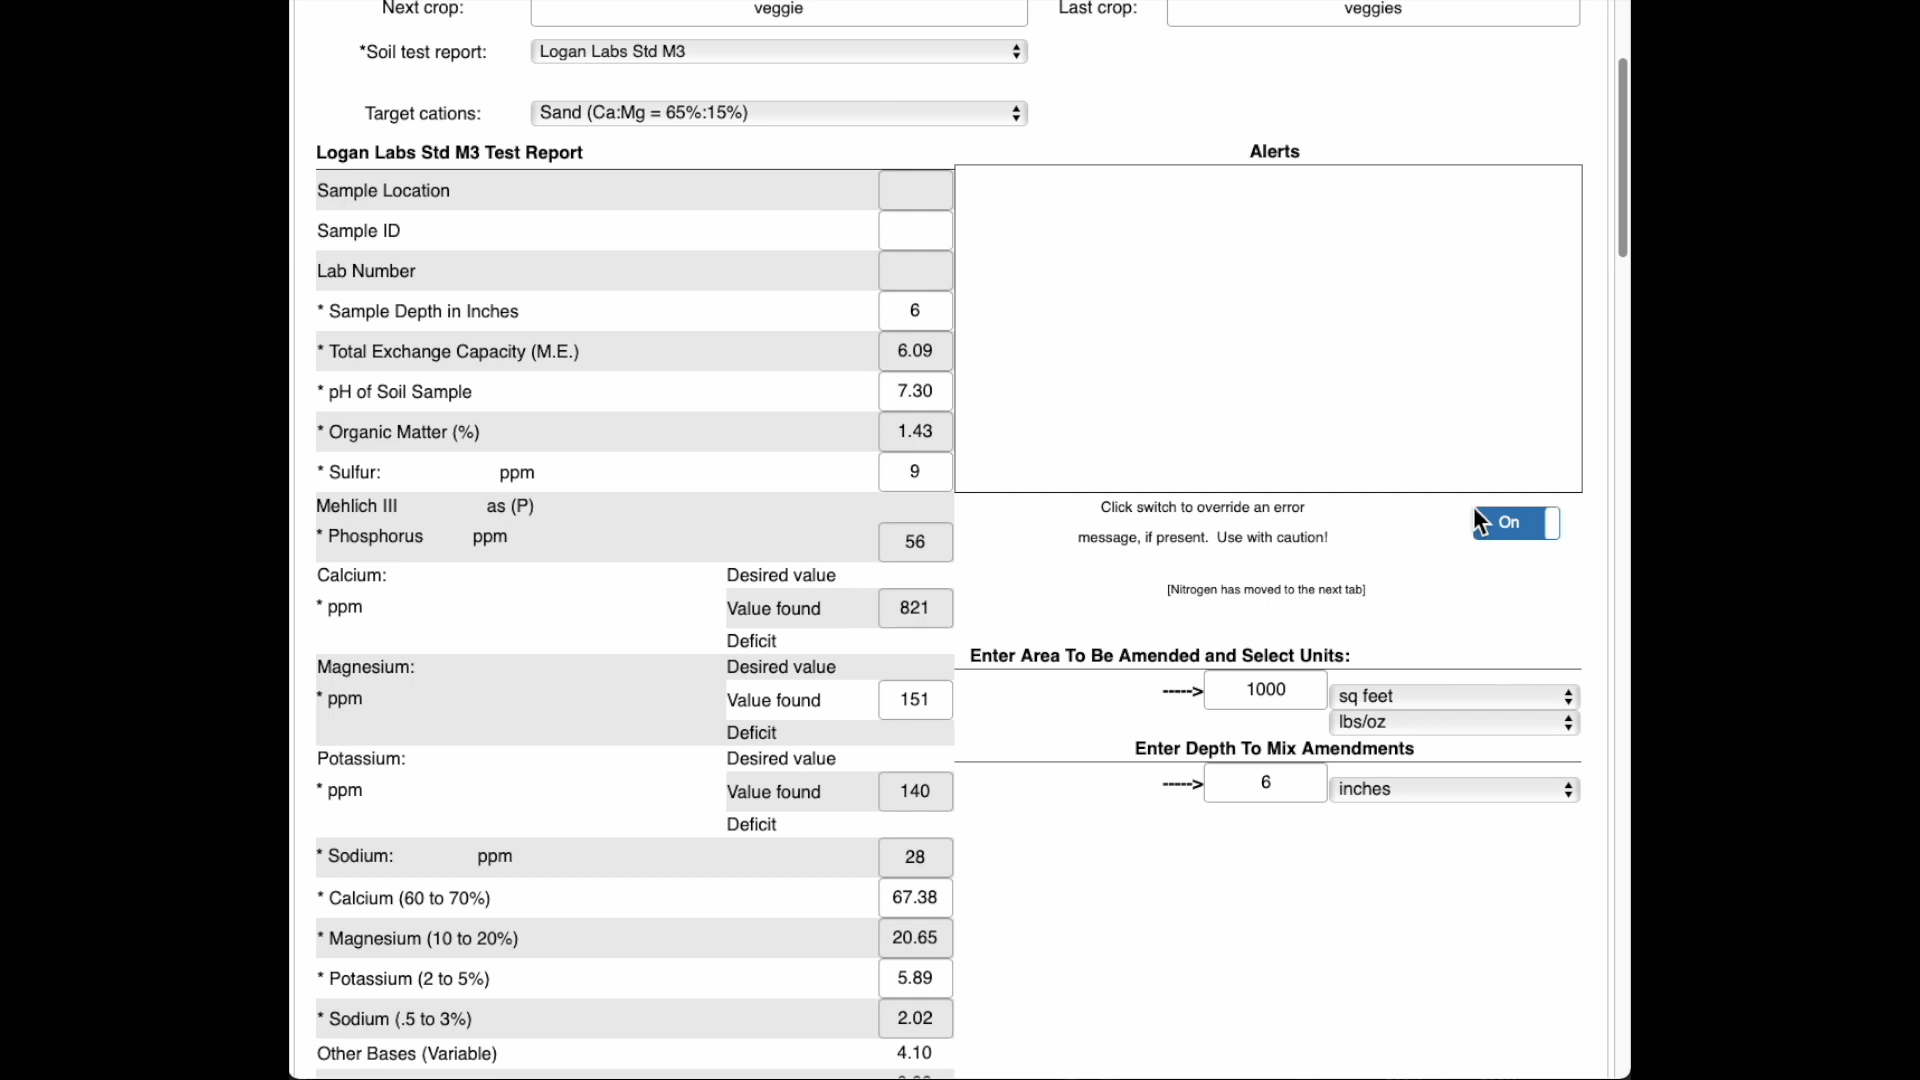 Next crop: veggie Last crop: veggies
*Soil test report: Logan Labs Std M3
Target cations: Sand (Ca:Mg = 65%:15%)
Logan Labs Std M3 Test Report Alerts
Sample Location
Sample ID
Lab Number
* Sample Depth in Inches 6
* Total Exchange Capacity (M.E.) 6.09
* pH of Soil Sample 7.30
* Organic Matter (%) 1.43
* Sulfur: ppm 9
Mehlich III as (P)
* Phosphorus ppm 56
Click switch to override an error
message, if present. Use with caution!
On
[Nitrogen has moved to the next tab]
Calcium: Desired value
* ppm Value found 821
Deficit
Enter Area To Be Amended and Select Units:
-----> 1000 sq feet
lbs/oz
Magnesium: Desired value
* ppm Value found 151
Deficit
Enter Depth To Mix Amendments
-----> 6 inches
Potassium: Desired value
* ppm Value found 140
Deficit
* Sodium: ppm 28
* Calcium (60 to 70%) 67.38
* Magnesium (10 to 20%) 20.65
* Potassium (2 to 5%) 5.89
* Sodium (.5 to 3%) 2.02
Other Bases (Variable) 4.10